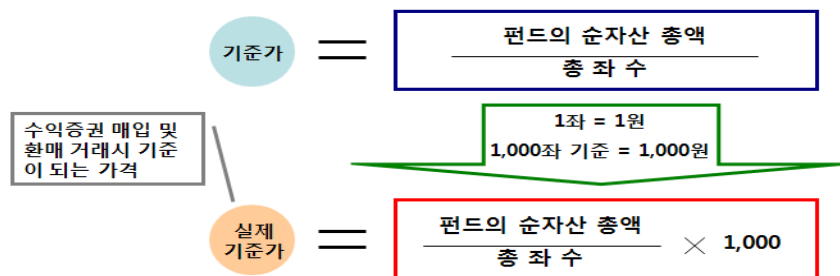 기준가
=
펀드의 순자산 총액
총 좌 수
수익증권 매입 및
환매 거래시 기준
이 되는 가격
1좌 = 1원
1,000좌 기준 = 1,000원
실제
기준가
=
펀드의 순자산 총액
총 좌 수
× 1,000